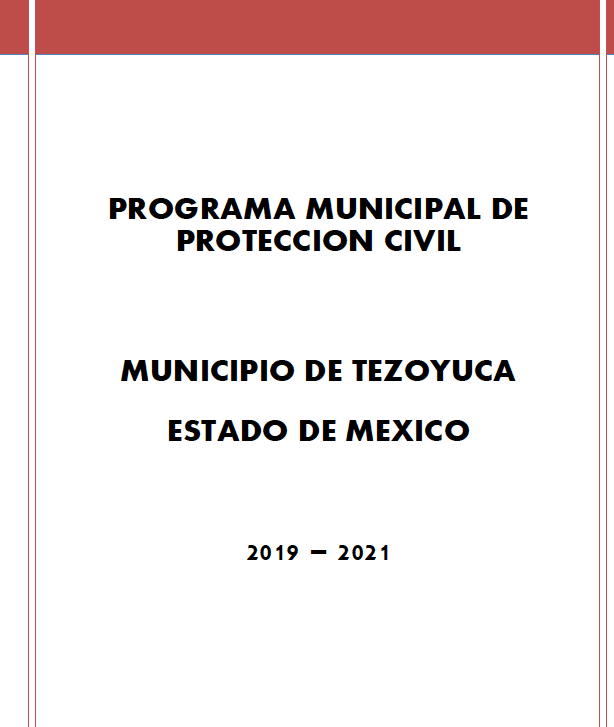 PROGRAMA MUNICIPAL DE
PROTECCION CIVIL
MUNICIPIO DE TEZOYUCA
ESTADO DE MEXICO
2019 – 2021